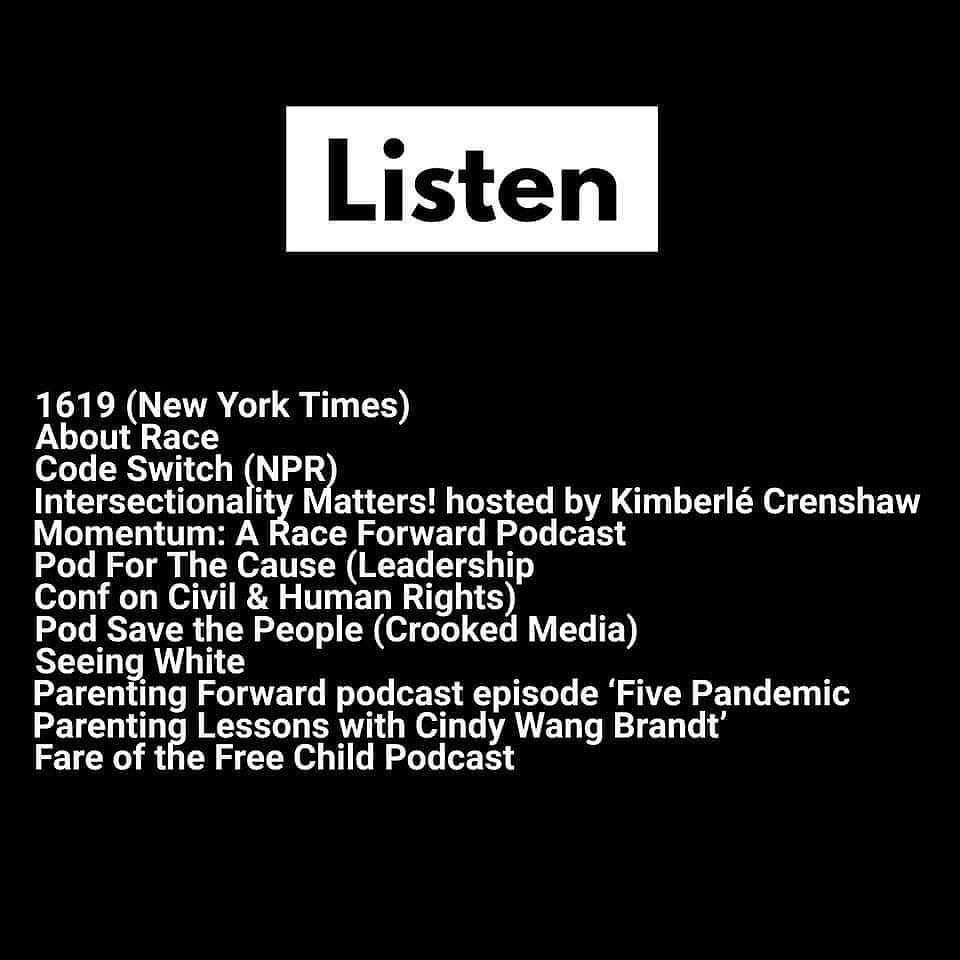 Listen
1619 (New York Times)
About Race
Code Switch (NPR)
Intersectionality Matters! hosted by Kimberlé Crenshaw
Momentum: A Race Forward Podcast
Pod For The Cause (Leadership
Conf on Civil & Human Rights)
Pod Save the People (Crooked Media)
Seeing White
Parenting Forward podcast episode ‘Five Pandemic
Parenting Lessons with Cindy Wang Brandt’
Fare of the Free Child Podcast